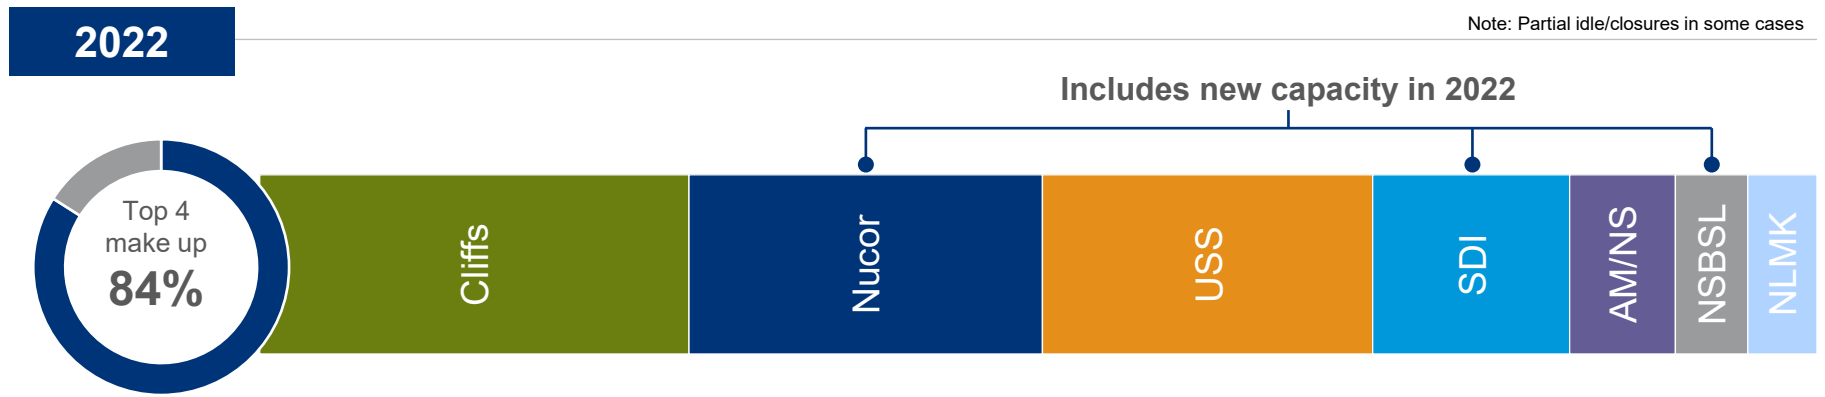 2022
Note: Partial idle/closures in some cases
Includes new capacity in 2022
Top 4
make up
84%
Cliffs
Nucor
USS
SDI
AM/NS
NSBSL
NLMK